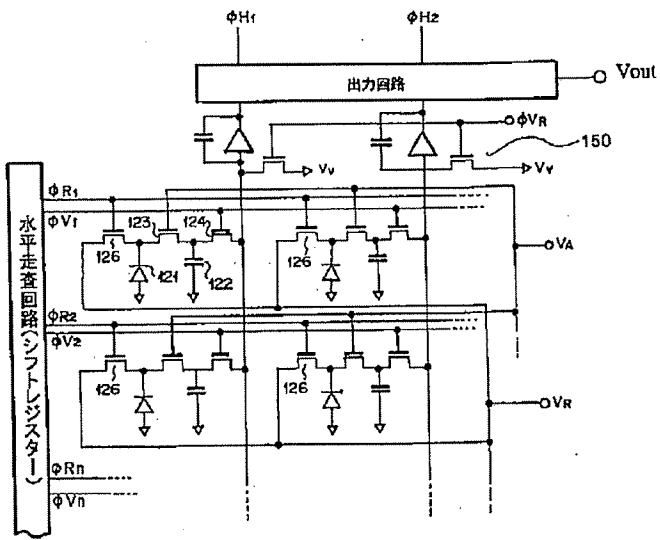 φH1
φH2
出力回路
Vout
φVR
150
Vv
Vv
φR1
φV1
123
124
126
121
122
126
VA
φR2
φV2
126
126
VR
φRn
φVn
水平走査回路(シフトレジスター)